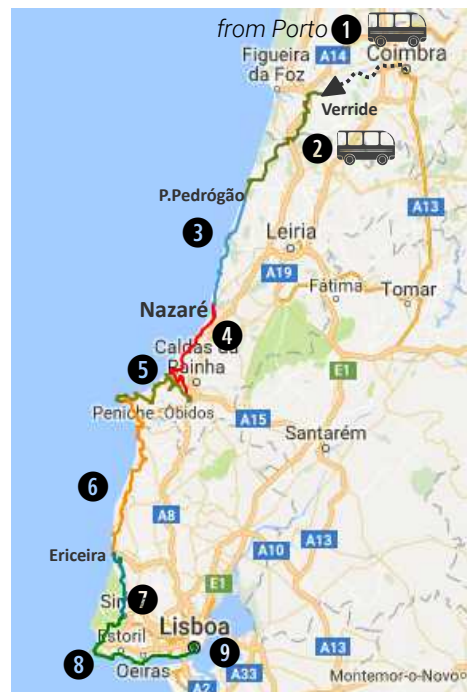 from Porto 1
Figueira
da Foz
A14
Coimbra
Verride
2
P.Pedrógão
A13
3
Leiria
A19
Fátima
Tomar
Nazaré
4
Caldas da
Rainha
5
E1
Peniche
Óbidos
A15
Santarém
6
A8
A10
A13
Ericeira
E1
7
Lisboa
Estoril
9
8
Oeiras
A13
A2
A33
Montemor-o-Novo